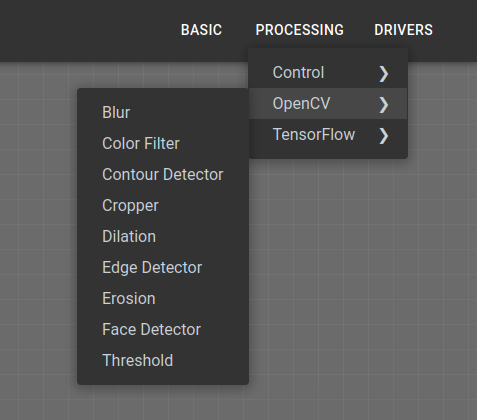 BASIC PROCESSING DRIVERS
Control ❯
OpenCV ❯
TensorFlow ❯
Blur
Color Filter
Contour Detector
Cropper
Dilation
Edge Detector
Erosion
Face Detector
Threshold